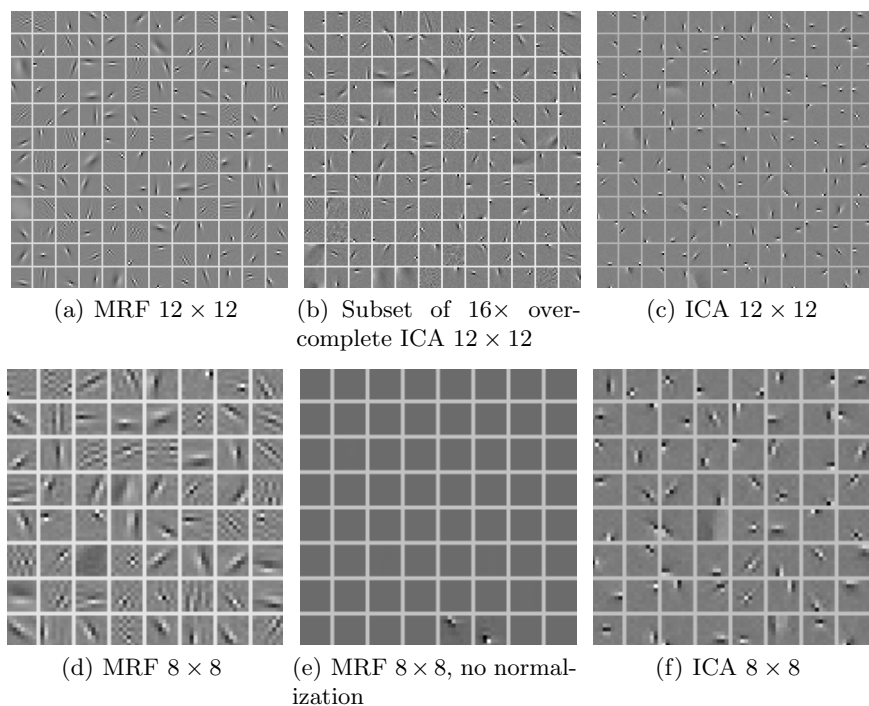 (a) MRF 12 × 12
(b) Subset of 16× over-
complete ICA 12 × 12
(c) ICA 12 × 12
(d) MRF 8 × 8
(e) MRF 8×8, no normal-
ization
(f) ICA 8 × 8